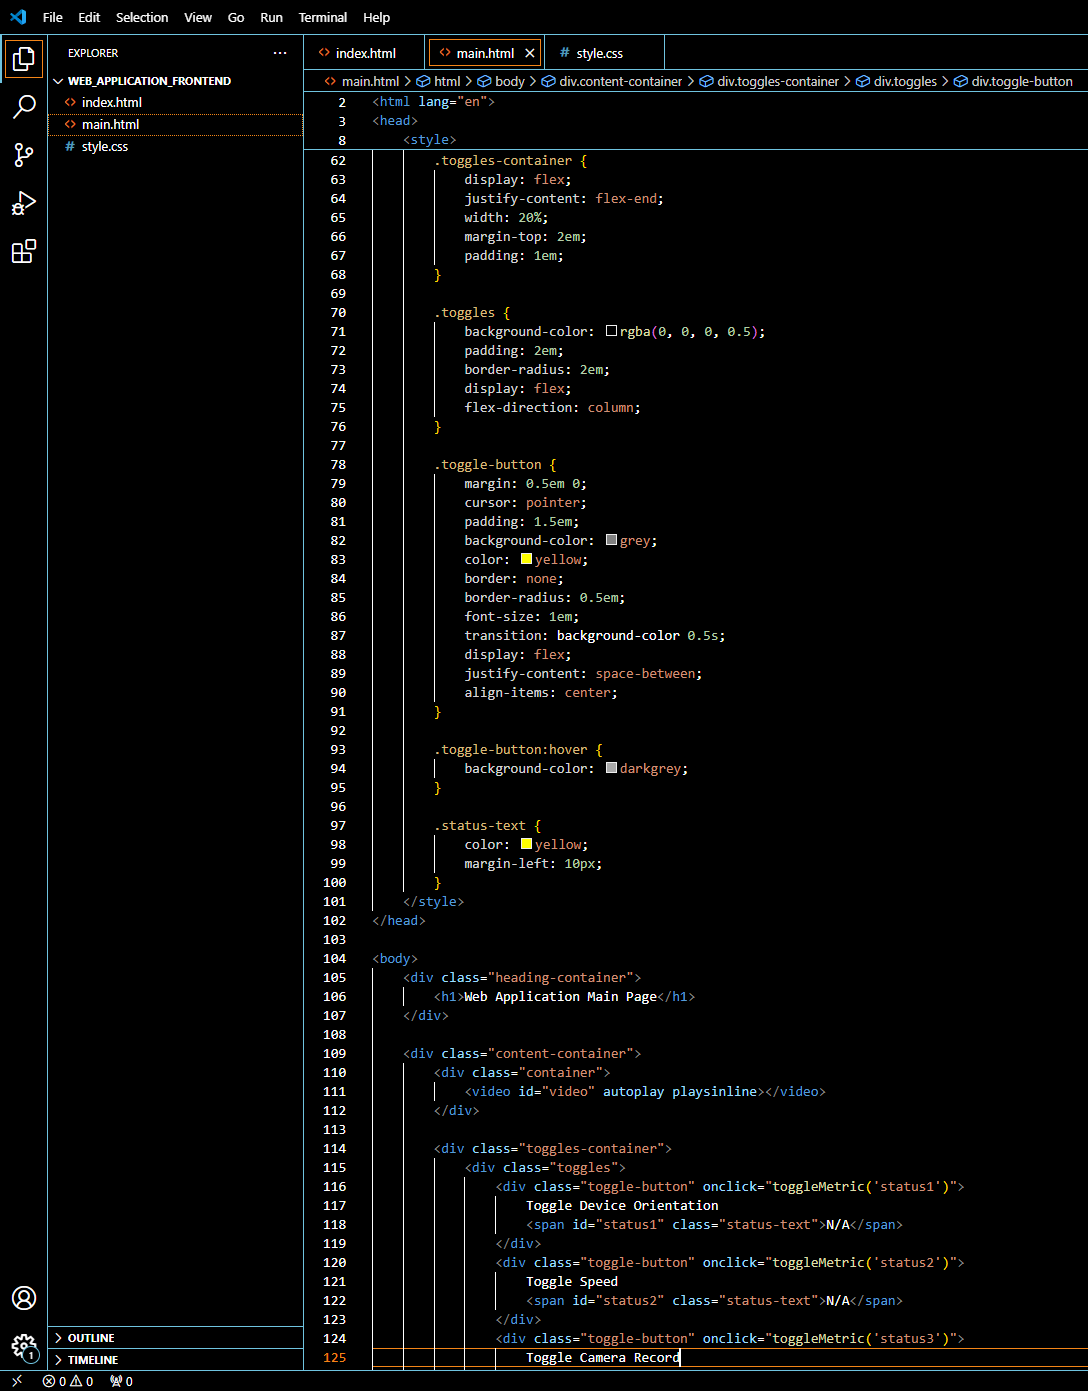 File Edit Selection View Go Run Terminal Help
EXPLORER ...
WEB_APPLICATION_FRONTEND
<> index.html
<> main.html
# style.css
OUTLINE
TIMELINE
1
0 0 0
<> index.html <> main.html × # style.css
<> main.html > html > body > div.content-container > div.toggles-container > div.toggles > div.toggle-button
2 <html lang="en">
3 <head>
8 <style>
62 .toggles-container {
63 display: flex;
64 justify-content: flex-end;
65 width: 20%;
66 margin-top: 2em;
67 padding: 1em;
68 }
69
70 .toggles {
71 background-color: rgba(0, 0, 0, 0.5);
72 padding: 2em;
73 border-radius: 2em;
74 display: flex;
75 flex-direction: column;
76 }
77
78 .toggle-button {
79 margin: 0.5em 0;
80 cursor: pointer;
81 padding: 1.5em;
82 background-color: grey;
83 color: yellow;
84 border: none;
85 border-radius: 0.5em;
86 font-size: 1em;
87 transition: background-color 0.5s;
88 display: flex;
89 justify-content: space-between;
90 align-items: center;
91 }
92
93 .toggle-button:hover {
94 background-color: darkgrey;
95 }
96
97 .status-text {
98 color: yellow;
99 margin-left: 10px;
100 }
101 </style>
102 </head>
103
104 <body>
105 <div class="heading-container">
106 <h1>Web Application Main Page</h1>
107 </div>
108
109 <div class="content-container">
110 <div class="container">
111 <video id="video" autoplay playsinline></video>
112 </div>
113
114 <div class="toggles-container">
115 <div class="toggles">
116 <div class="toggle-button" onclick="toggleMetric('status1')">
117 Toggle Device Orientation
118 <span id="status1" class="status-text">N/A</span>
119 </div>
120 <div class="toggle-button" onclick="toggleMetric('status2')">
121 Toggle Speed
122 <span id="status2" class="status-text">N/A</span>
123 </div>
124 <div class="toggle-button" onclick="toggleMetric('status3')">
125 Toggle Camera Record